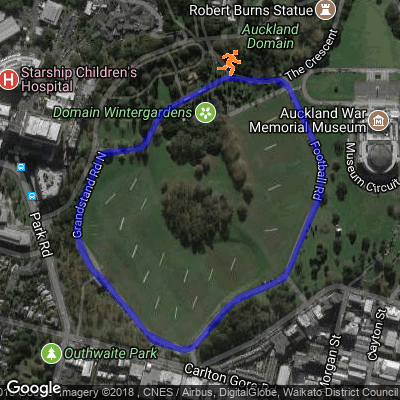 Robert Burns Statue
Auckland
Domain
The Crescent
Starship Children's
Hospital
H
Domain Wintergardens
Auckland War
Memorial Museum
Football Rd
Museum Circuit
Grandstand Rd N
Park Rd
Outhwaite Park
Carlton Gore
Morgan St
Cayton St
Google
Imagery ©2018 , CNES / Airbus, DigitalGlobe, Waikato District Council